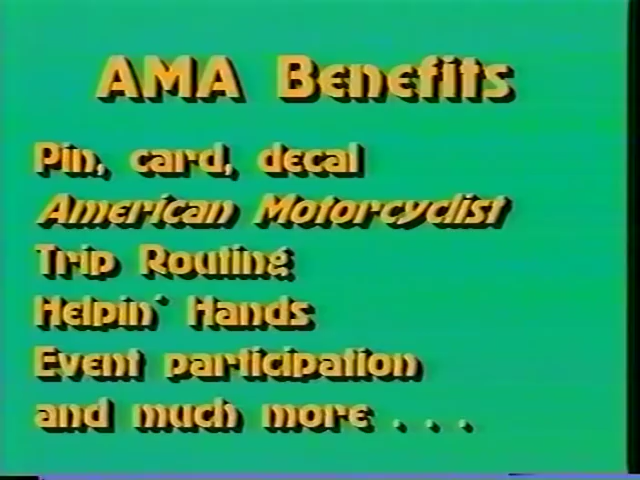 AMA Benefits
Pin, card, decal
American Motorcyclist
Trip Routing
Helpin' Hands
Event participation
and much more . . .